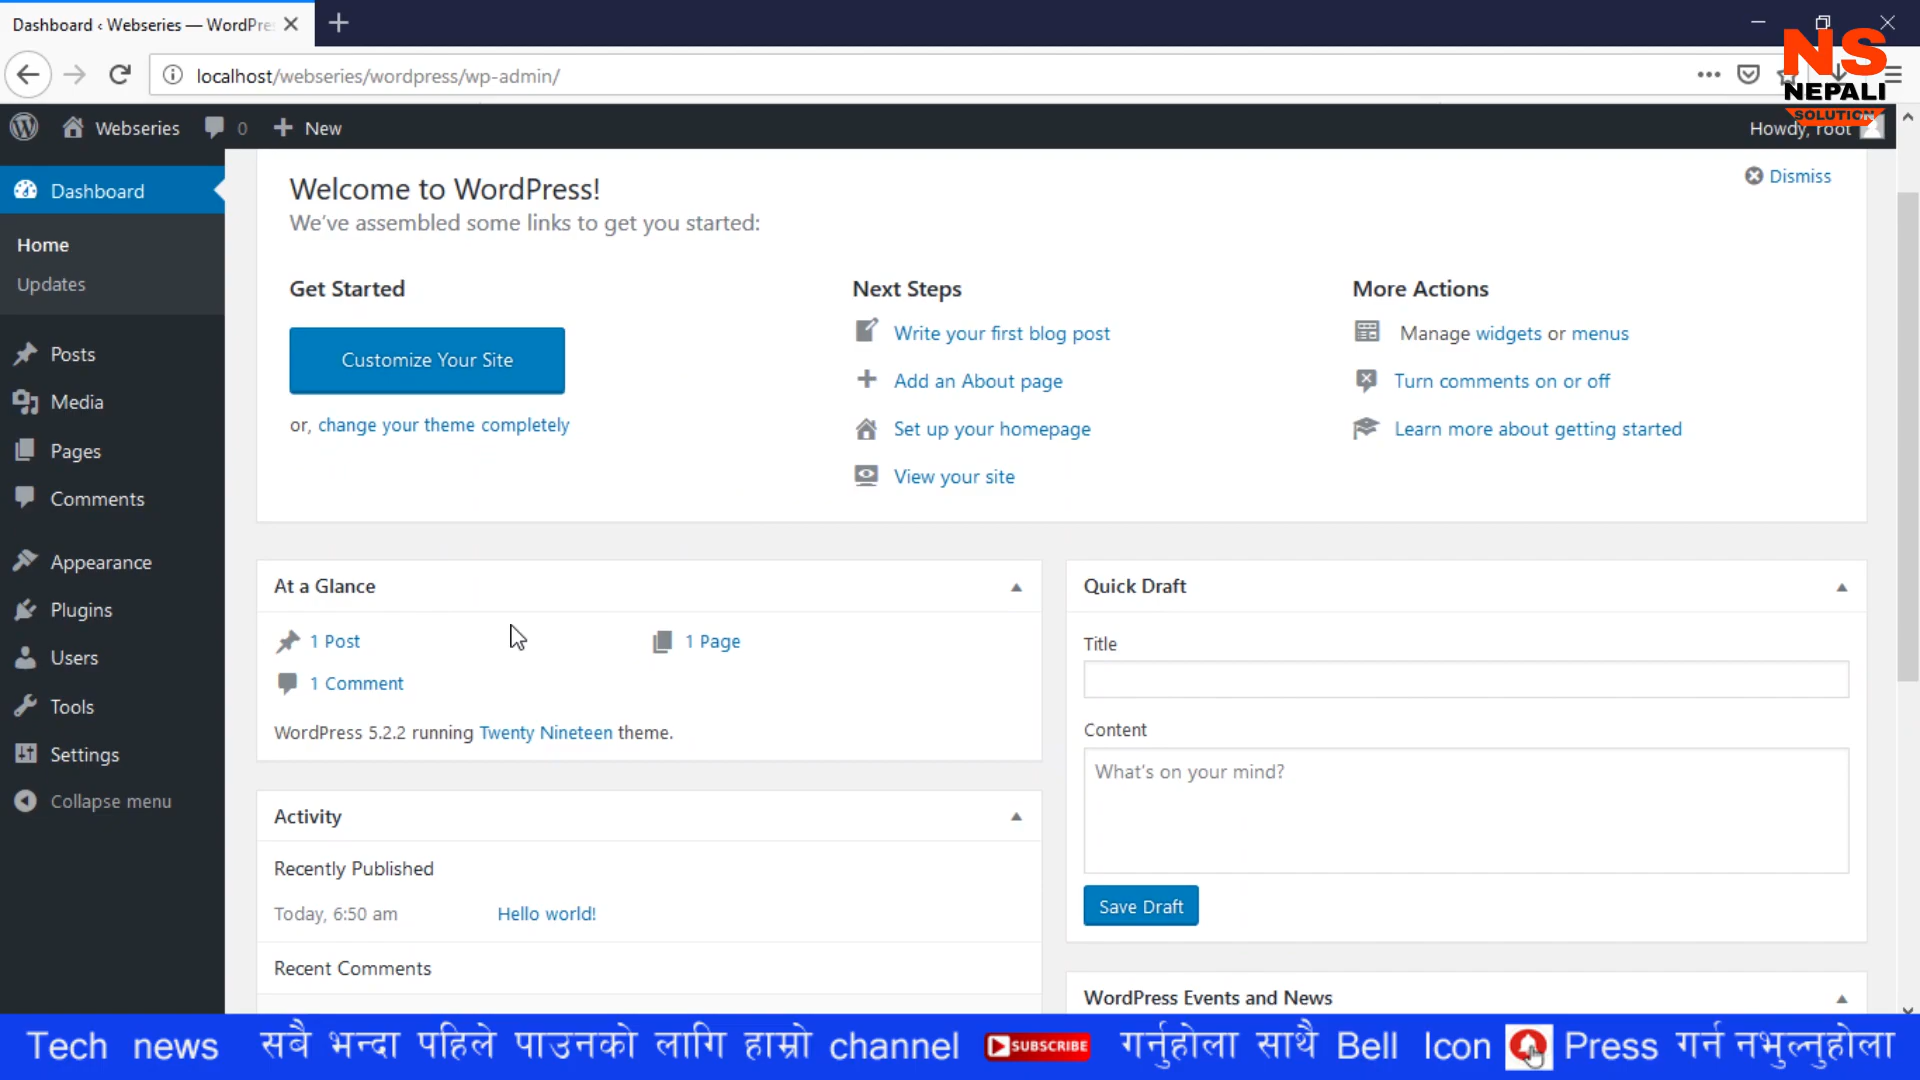 Dashboard ‹ Webseries — WordPre
localhost/webseries/wordpress/wp-admin/
NS
NEPALI
SOLUTION
Webseries 0 New
Howdy, root
Dashboard
Home
Updates
Posts
Media
Pages
Comments
Appearance
Plugins
Users
Tools
Settings
Collapse menu
Welcome to WordPress!
Dismiss
We've assembled some links to get you started:
Get Started
Customize Your Site
or, change your theme completely
Next Steps
Write your first blog post
Add an About page
Set up your homepage
View your site
More Actions
Manage widgets or menus
Turn comments on or off
Learn more about getting started
At a Glance
1 Post
1 Page
1 Comment
WordPress 5.2.2 running Twenty Nineteen theme.
Activity
Recently Published
Today, 6:50 am Hello world!
Recent Comments
Quick Draft
Title
Content
What's on your mind?
Save Draft
WordPress Events and News
Tech news सबै भन्दा पहिले पाउनको लागि हाम्रो channel SUBSCRIBE गर्नुहोला साथै Bell Icon Press गर्न नभुल्नुहोला